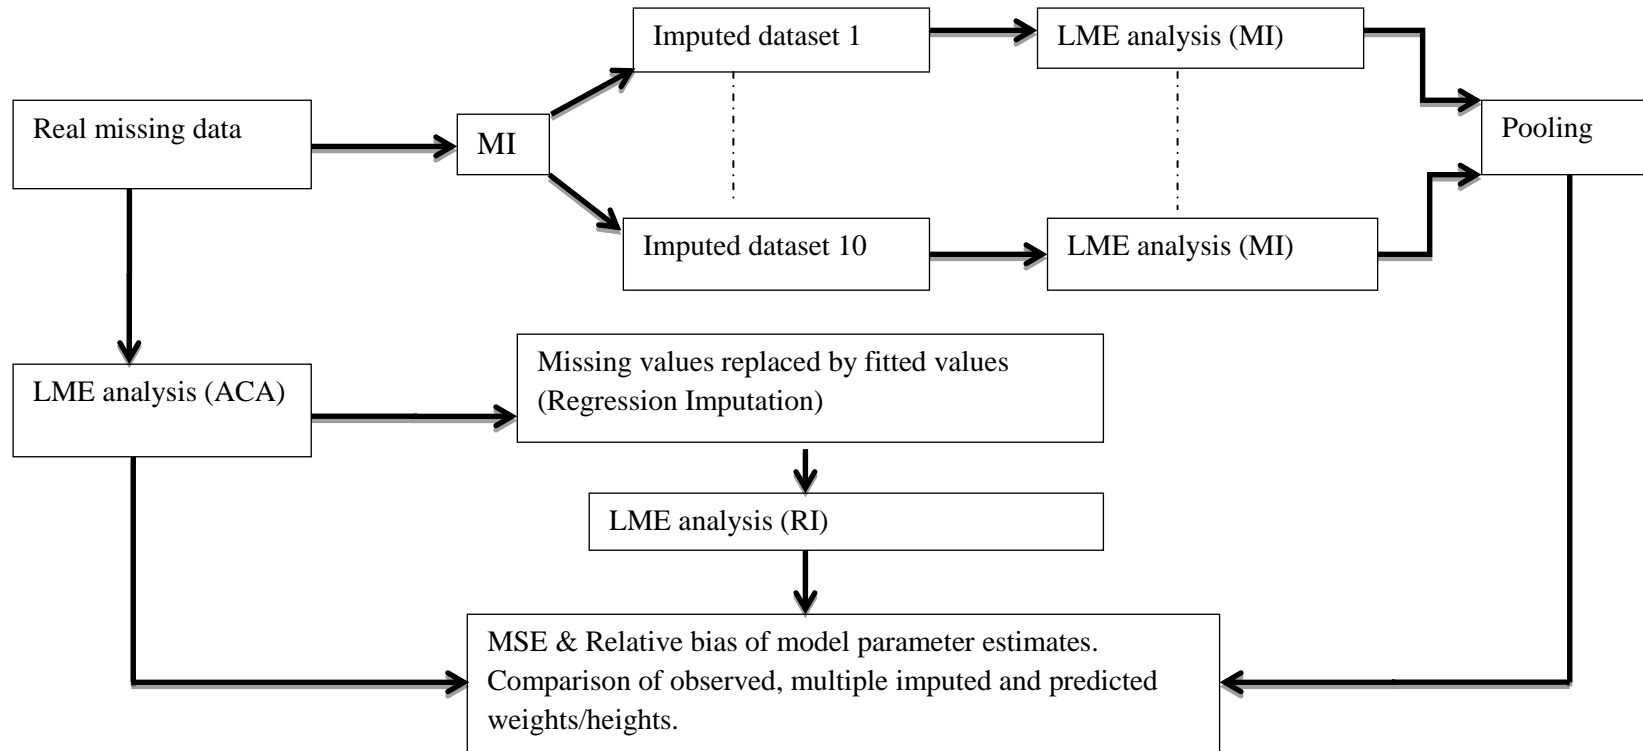 Imputed dataset 1
LME analysis (MI)
Real missing data
MI
Pooling
Imputed dataset 10
LME analysis (MI)
LME analysis (ACA)
Missing values replaced by fitted values
(Regression Imputation)
LME analysis (RI)
MSE & Relative bias of model parameter estimates.
Comparison of observed, multiple imputed and predicted
weights/heights.